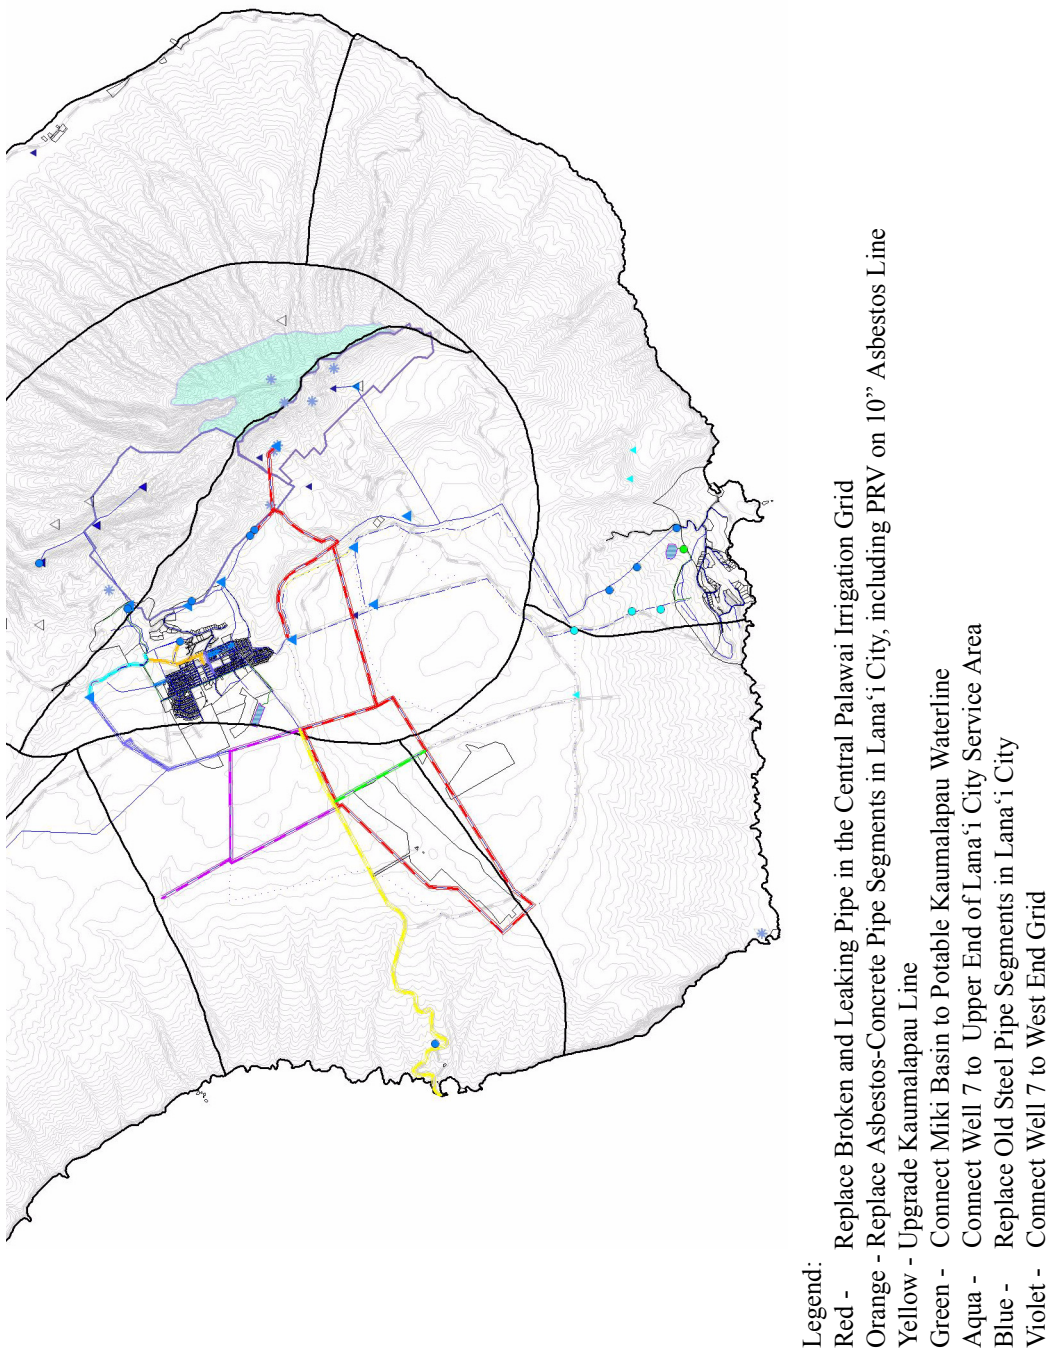 Legend:
Red - Replace Broken and Leaking Pipe in the Central Palawai Irrigation Grid
Orange - Replace Asbestos-Concrete Pipe Segments in Lana‘i City, including PRV on 10” Asbestos Line
Yellow - Upgrade Kaumalapau Line
Green - Connect Miki Basin to Potable Kaumalapau Waterline
Aqua - Connect Well 7 to Upper End of Lana‘i City Service Area
Blue - Replace Old Steel Pipe Segments in Lana‘i City
Violet - Connect Well 7 to West End Grid